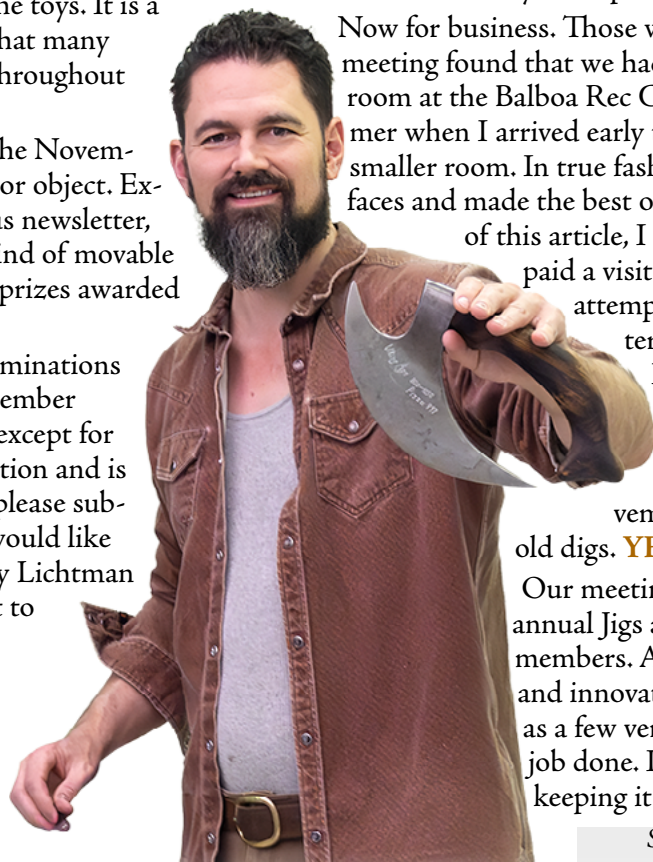 he toys. It is a
hat many
hroughout
he Novem-
or object. Ex-
us newsletter,
ind of movable
prizes awarded
minations
ember
except for
tion and is
please sub-
would like
y Lichtman
t to
Now for business. Those w
meeting found that we had
room at the Balboa Rec C
mer when I arrived early
smaller room. In true fash
faces and made the best o
of this article, I
paid a visit
attemp
ter
ven
old digs. YE
Our meetin
annual Jigs a
members. A
and innovat
as a few ver
job done. I
keeping it
S